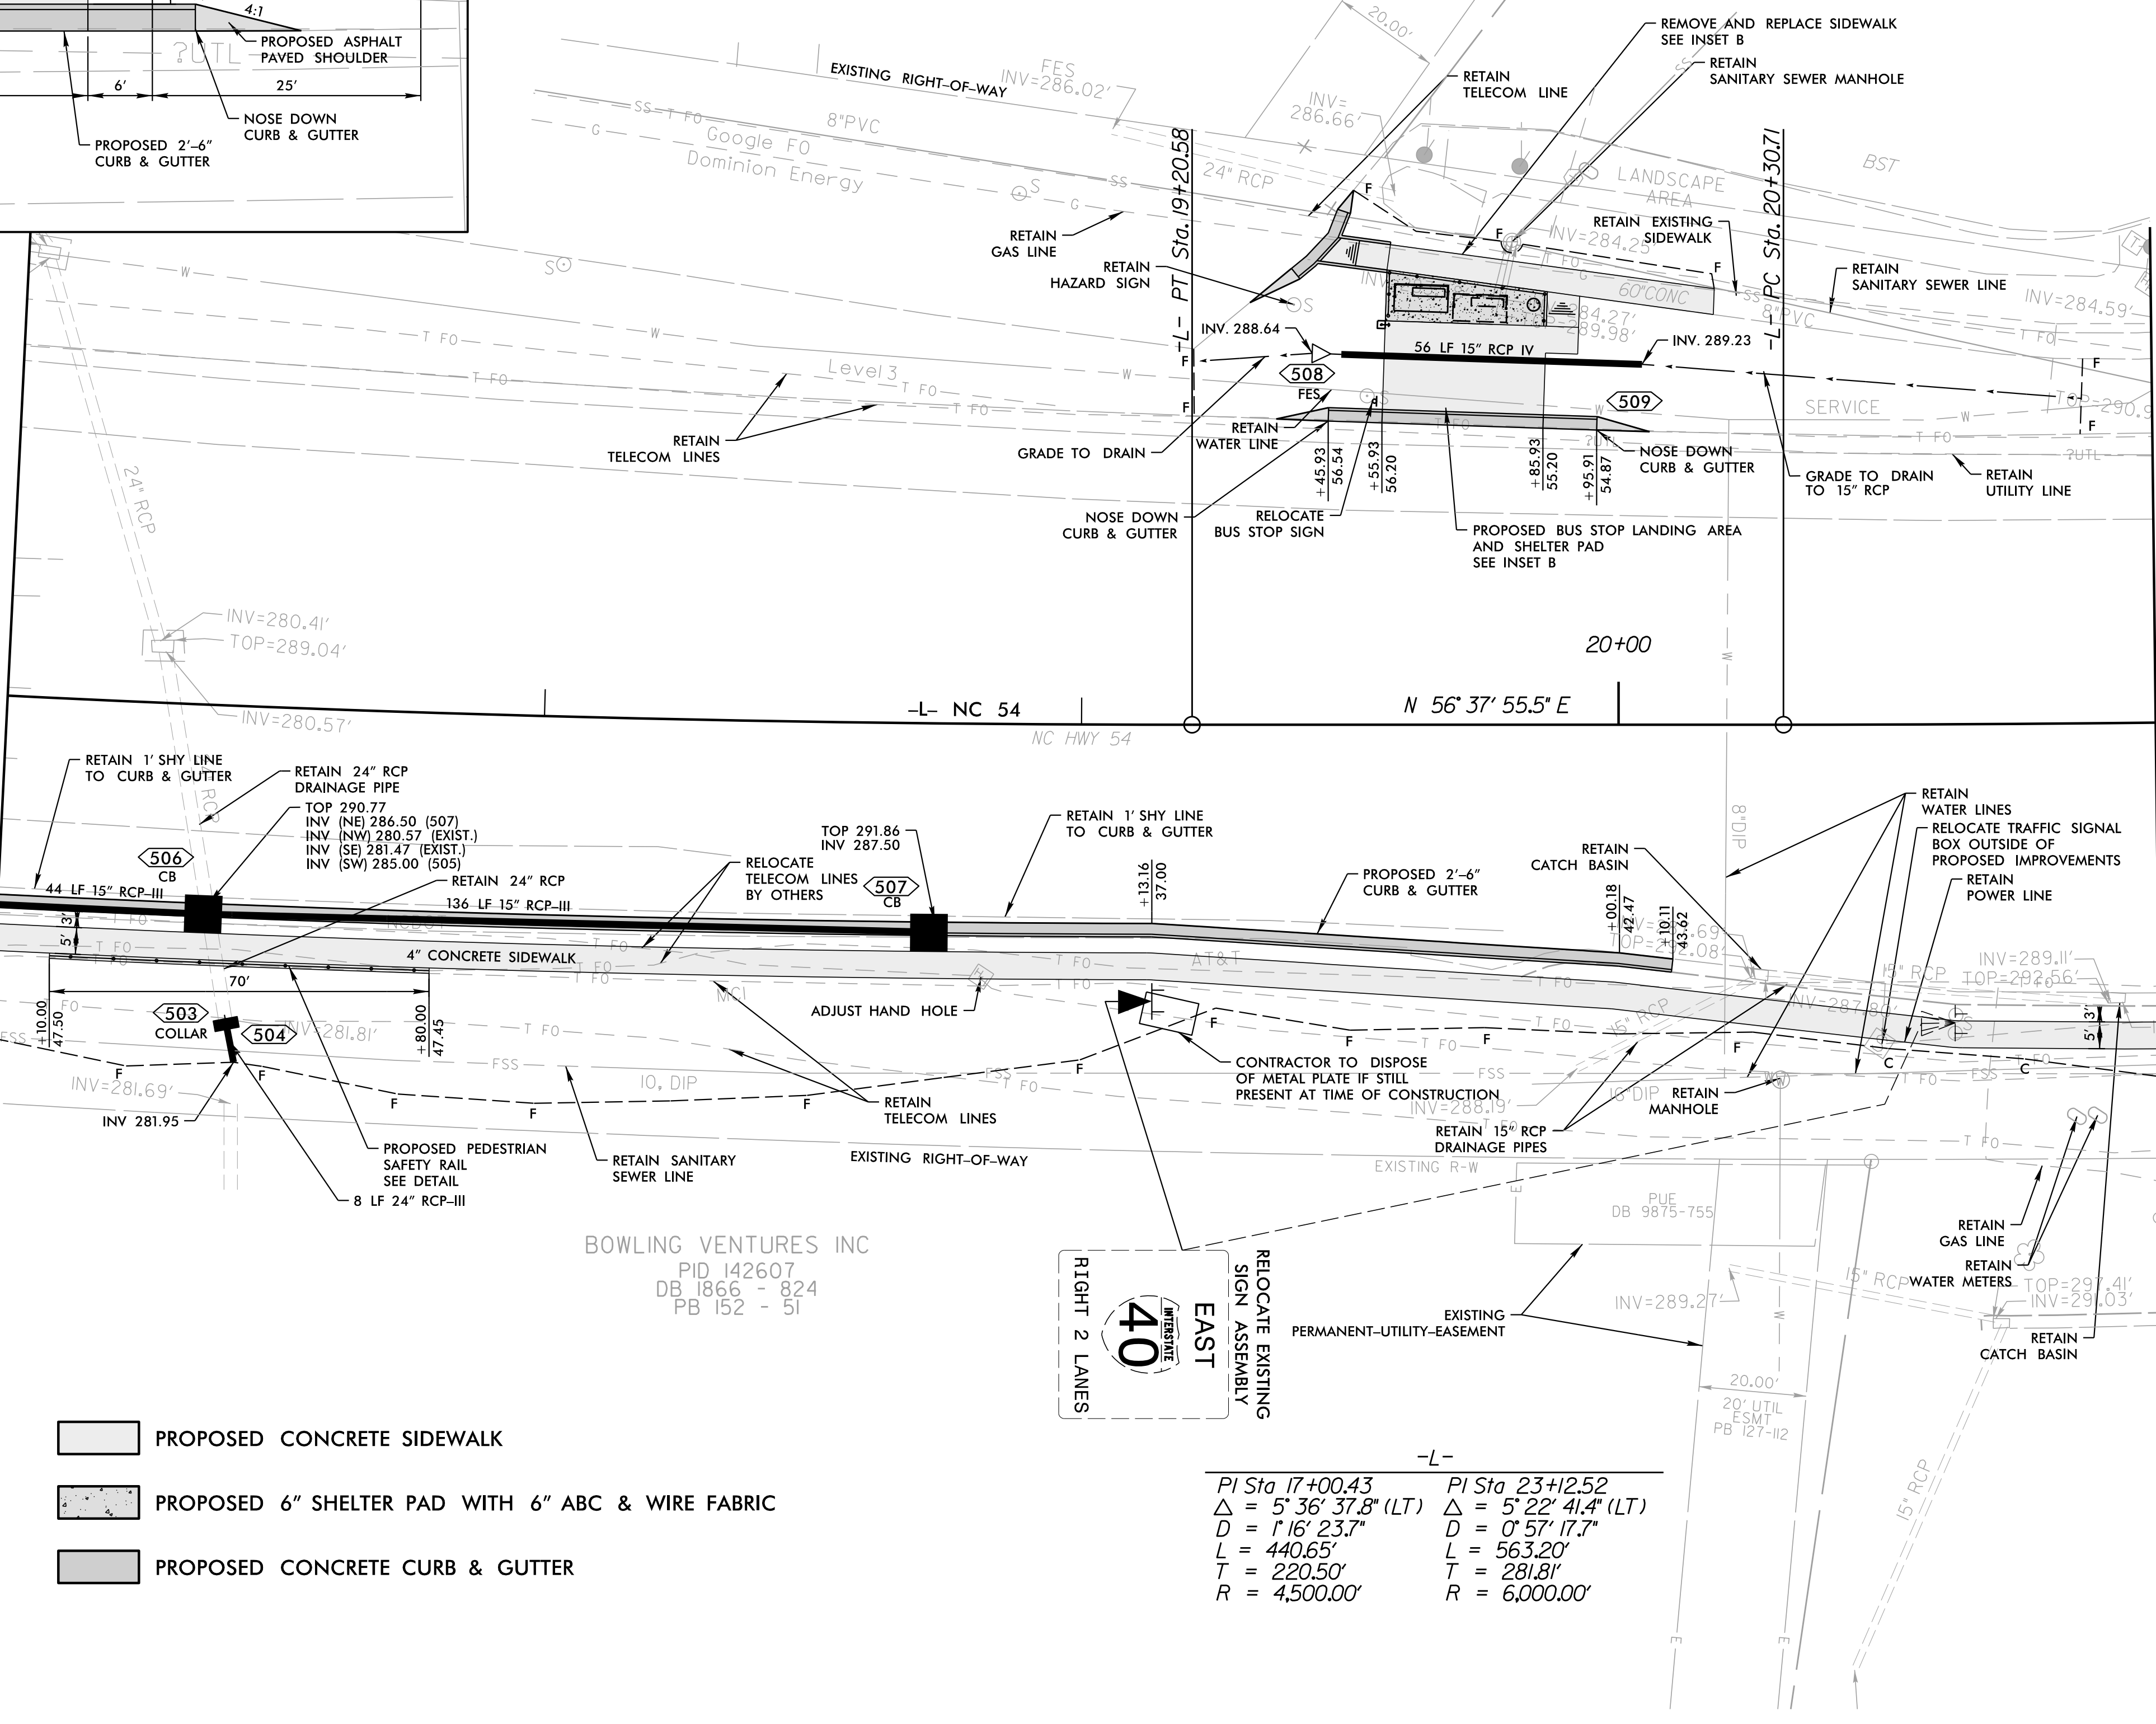 4:1
PROPOSED ASPHALT
PAVED SHOULDER
?UTL
6'
25'
NOSE DOWN
CURB & GUTTER
PROPOSED 2'–6"
CURB & GUTTER
20.00'
REMOVE AND REPLACE SIDEWALK
SEE INSET B
RETAIN
SANITARY SEWER MANHOLE
RETAIN
TELECOM LINE
EXISTING RIGHT–OF–WAY
FES
INV=286.02'
INV=
286.66'
8"PVC
Google FO
Dominion Energy
24" RCP
-L- PT Sta. 19+20.58
-L- PC Sta. 20+30.71
LANDSCAPE
AREA
BST
RETAIN EXISTING
SIDEWALK
INV=284.25'
RETAIN
GAS LINE
RETAIN
HAZARD SIGN
RETAIN
SANITARY SEWER LINE
INV=284.59'
60"CONC
8"PVC
INV. 288.64
56 LF 15" RCP IV
INV. 289.23
508
FES
509
SERVICE
Level3
RETAIN
TELECOM LINES
GRADE TO DRAIN
RETAIN
WATER LINE
+45.93
56.54
+55.93
56.20
+85.93
55.20
+95.91
54.87
?UTL
NOSE DOWN
CURB & GUTTER
GRADE TO DRAIN
TO 15" RCP
RETAIN
UTILITY LINE
?UTL
NOSE DOWN
CURB & GUTTER
RELOCATE
BUS STOP SIGN
PROPOSED BUS STOP LANDING AREA
AND SHELTER PAD
SEE INSET B
24" RCP
INV=280.41'
TOP=289.04'
INV=280.57'
20+00
–L– NC 54
N 56° 37' 55.5" E
NC HWY 54
RETAIN 1' SHY LINE
TO CURB & GUTTER
RETAIN 24" RCP
DRAINAGE PIPE
TOP 290.77
INV (NE) 286.50 (507)
INV (NW) 280.57 (EXIST.)
INV (SE) 281.47 (EXIST.)
INV (SW) 285.00 (505)
506
CB
44 LF 15" RCP–III
RETAIN 24" RCP
136 LF 15" RCP–III
RELOCATE
TELECOM LINES
BY OTHERS
TOP 291.86
INV 287.50
507
CB
RETAIN 1' SHY LINE
TO CURB & GUTTER
+13.16
37.00
PROPOSED 2'–6"
CURB & GUTTER
RETAIN
CATCH BASIN
+00.18
42.47
+10.11
43.62
8"DIP
RETAIN
WATER LINES
RELOCATE TRAFFIC SIGNAL
BOX OUTSIDE OF
PROPOSED IMPROVEMENTS
RETAIN
POWER LINE
3'
5'
4" CONCRETE SIDEWALK
70'
+10.00
47.50
+80.00
47.45
503
COLLAR
504
INV=281.81'
MCI
AT&T
ADJUST HAND HOLE
CONTRACTOR TO DISPOSE
OF METAL PLATE IF STILL
PRESENT AT TIME OF CONSTRUCTION
15" RCP
INV=289.11'
TOP=292.56'
3'
5'
INV=281.69'
INV 281.95
10, DIP
RETAIN
TELECOM LINES
INV=288.19'
16"DIP
RETAIN
MANHOLE
RETAIN 15" RCP
DRAINAGE PIPES
PROPOSED PEDESTRIAN
SAFETY RAIL
SEE DETAIL
8 LF 24" RCP–III
RETAIN SANITARY
SEWER LINE
EXISTING RIGHT–OF–WAY
EXISTING R-W
PUE
DB 9875-755
RETAIN
GAS LINE
RETAIN
WATER METERS
BOWLING VENTURES INC
PID 142607
DB 1866 - 824
PB 152 - 51
RELOCATE EXISTING
SIGN ASSEMBLY
EAST
INTERSTATE
40
RIGHT 2 LANES
EXISTING
PERMANENT–UTILITY–EASEMENT
INV=289.27'
15" RCP
TOP=297.41'
INV=291.03'
RETAIN
CATCH BASIN
20.00'
20' UTIL
ESMT
PB 127-112
15" RCP
PROPOSED CONCRETE SIDEWALK
PROPOSED 6" SHELTER PAD WITH 6" ABC & WIRE FABRIC
PROPOSED CONCRETE CURB & GUTTER
-L-
PI Sta 17+00.43 PI Sta 23+12.52
Δ = 5° 36' 37.8" (LT) Δ = 5° 22' 41.4" (LT)
D = 1° 16' 23.7" D = 0° 57' 17.7"
L = 440.65' L = 563.20'
T = 220.50' T = 281.81'
R = 4,500.00' R = 6,000.00'